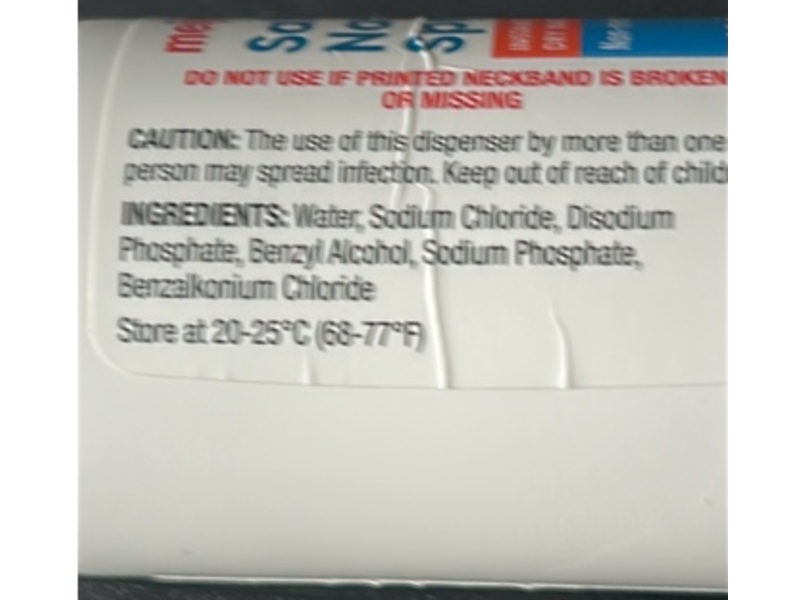 DO NOT USE IF PRINTED NECKBAND IS BROKEN
OR MISSING
CAUTION: The use of this dispenser by more than one
person may spread infection. Keep out of reach of child
INGREDIENTS: Water, Sodium Chloride, Disodium
Phosphate, Benzyl Alcohol, Sodium Phosphate,
Benzalkonium Chloride
Store at 20-25°C (68-77°F)